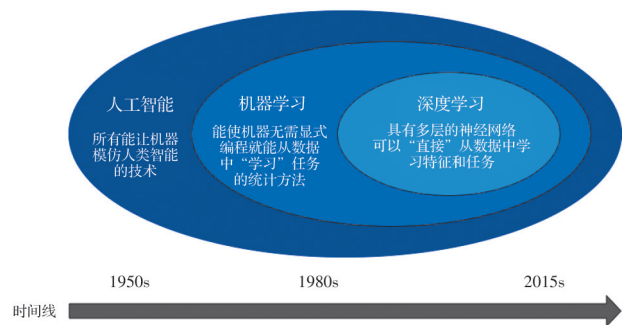 人工智能
所有能让机器
模仿人类智能
的技术
机器学习
能使机器无需显式
编程就能从数据
中“学习”任务
的统计方法
深度学习
具有多层的神经网络
可以“直接”从数据中学
习特征和任务
1950s
1980s
2015s
时间线